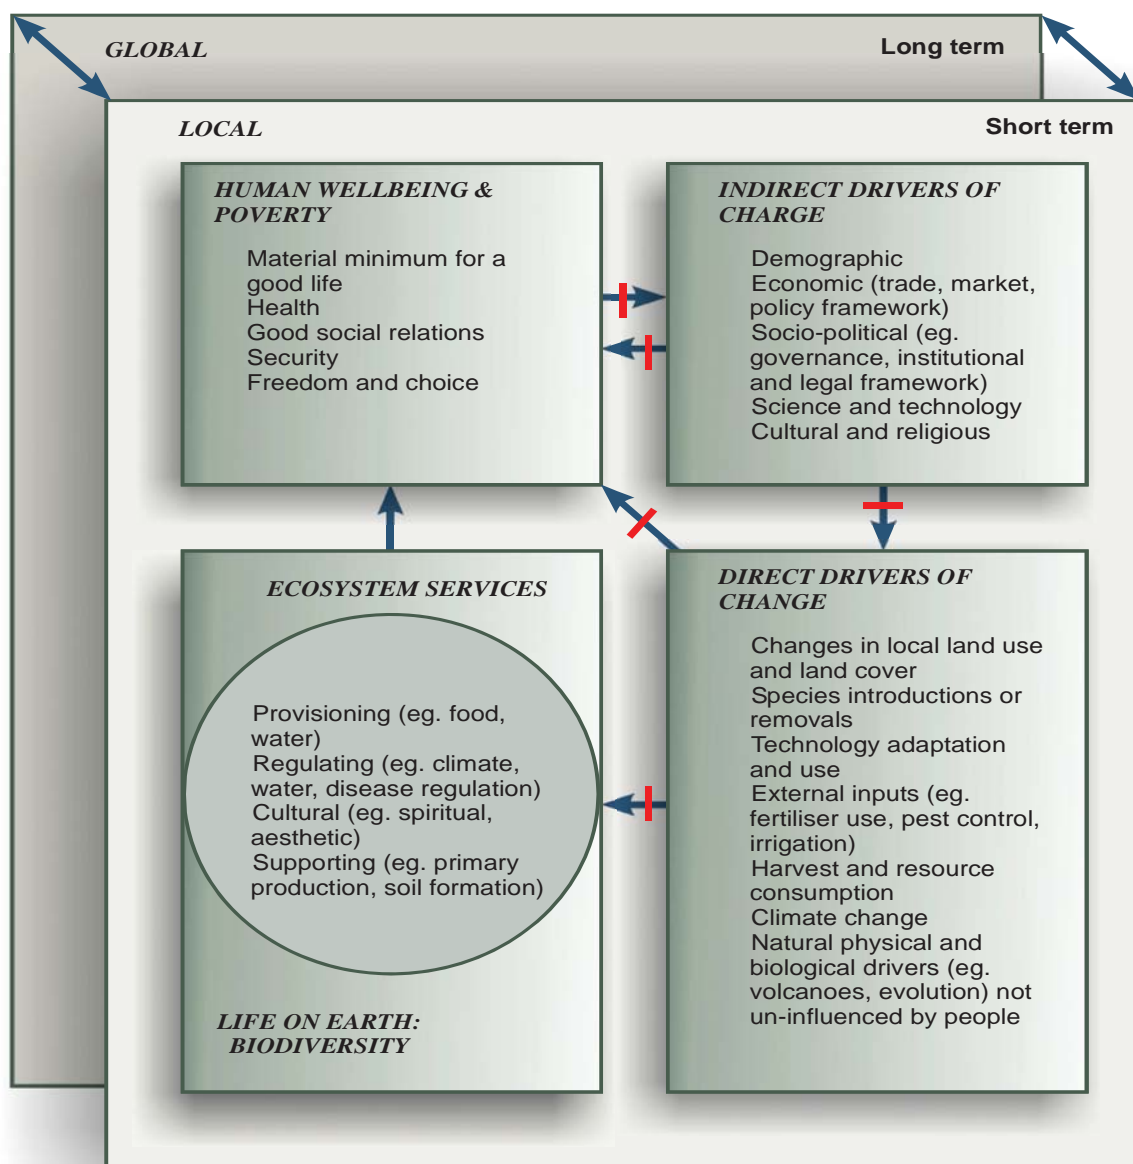 GLOBAL
Long term
LOCAL
Short term
HUMAN WELLBEING &
POVERTY
Material minimum for a
good life
Health
Good social relations
Security
Freedom and choice
INDIRECT DRIVERS OF
CHARGE
Demographic
Economic (trade, market,
policy framework)
Socio-political (eg.
governance, institutional
and legal framework)
Science and technology
Cultural and religious
ECOSYSTEM SERVICES
Provisioning (eg. food,
water)
Regulating (eg. climate,
water, disease regulation)
Cultural (eg. spiritual,
aesthetic)
Supporting (eg. primary
production, soil formation)
LIFE ON EARTH:
BIODIVERSITY
DIRECT DRIVERS OF
CHANGE
Changes in local land use
and land cover
Species introductions or
removals
Technology adaptation
and use
External inputs (eg.
fertiliser use, pest control,
irrigation)
Harvest and resource
consumption
Climate change
Natural physical and
biological drivers (eg.
volcanoes, evolution) not
un-influenced by people